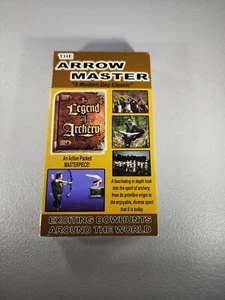 THE
ARROW
MASTER
"A Modern Day Classic"
The
Legend
of
Archery
An Action Packed
MASTERPIECE!
A fascinating in depth look
into the sport of archery,
from its primitive origin to
the enjoyable, diverse sport
that it is today.
EXCITING BOWHUNTS
AROUND THE WORLD